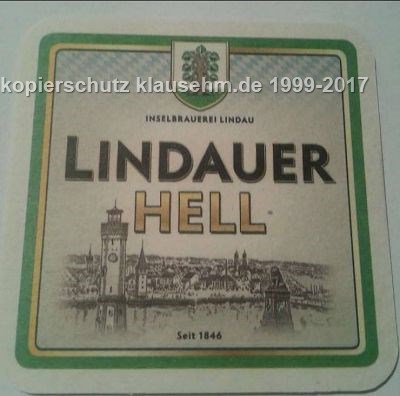 kopierschutz klausehm.de 1999-2017
INSELBRAUEREI LINDAU
LINDAUER
HELL
Seit 1846